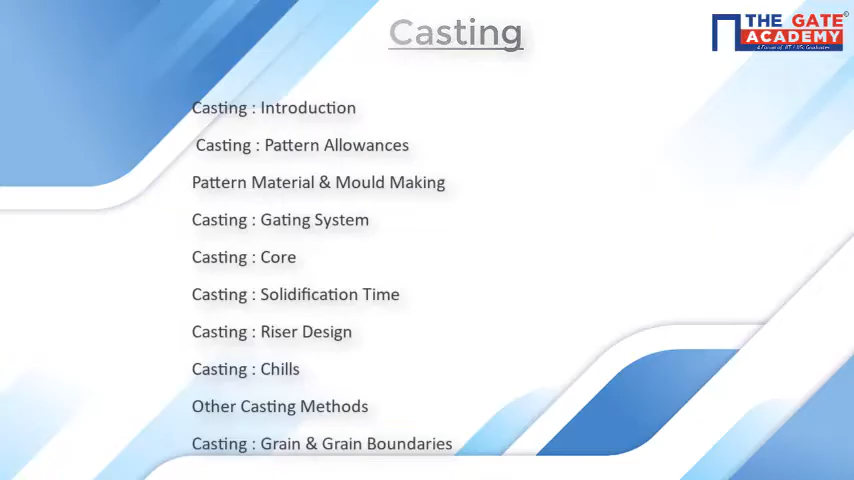 Casting
THE GATE
ACADEMY
Casting : Introduction
Casting : Pattern Allowances
Pattern Material & Mould Making
Casting : Gating System
Casting : Core
Casting : Solidification Time
Casting : Riser Design
Casting : Chills
Other Casting Methods
Casting : Grain & Grain Boundaries